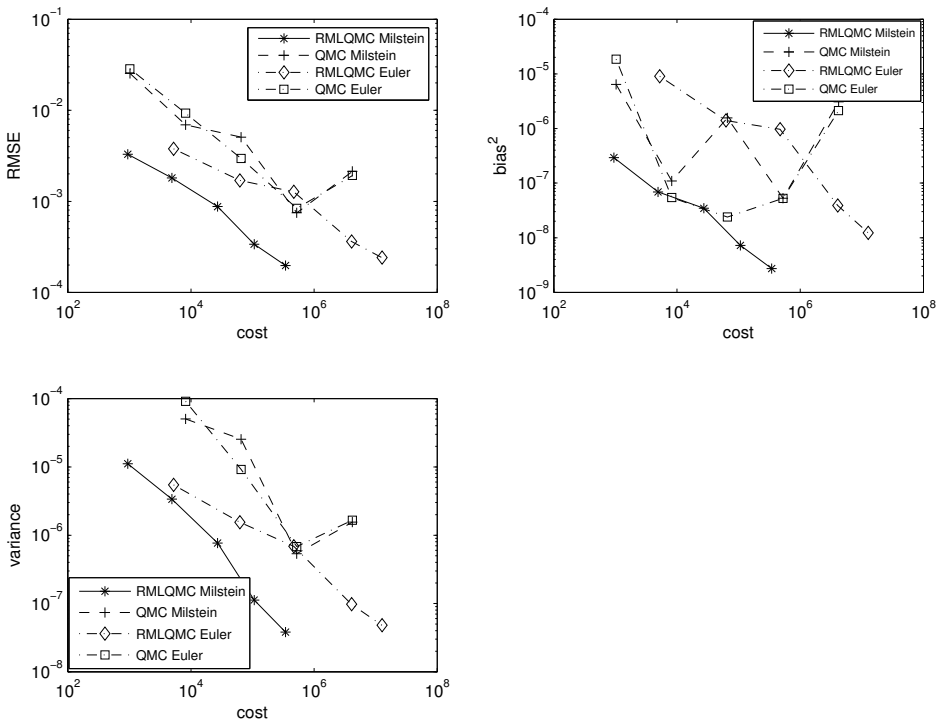 10^-1
10^-2
10^-3
10^-4
RMSE
10^2
10^4
10^6
10^8
cost
RMLQMC Milstein
QMC Milstein
RMLQMC Euler
QMC Euler
10^-4
10^-5
10^-6
10^-7
10^-8
10^-9
bias^2
10^2
10^4
10^6
10^8
cost
RMLQMC Milstein
QMC Milstein
RMLQMC Euler
QMC Euler
10^-4
10^-5
10^-6
10^-7
10^-8
variance
10^2
10^4
10^6
10^8
cost
RMLQMC Milstein
QMC Milstein
RMLQMC Euler
QMC Euler